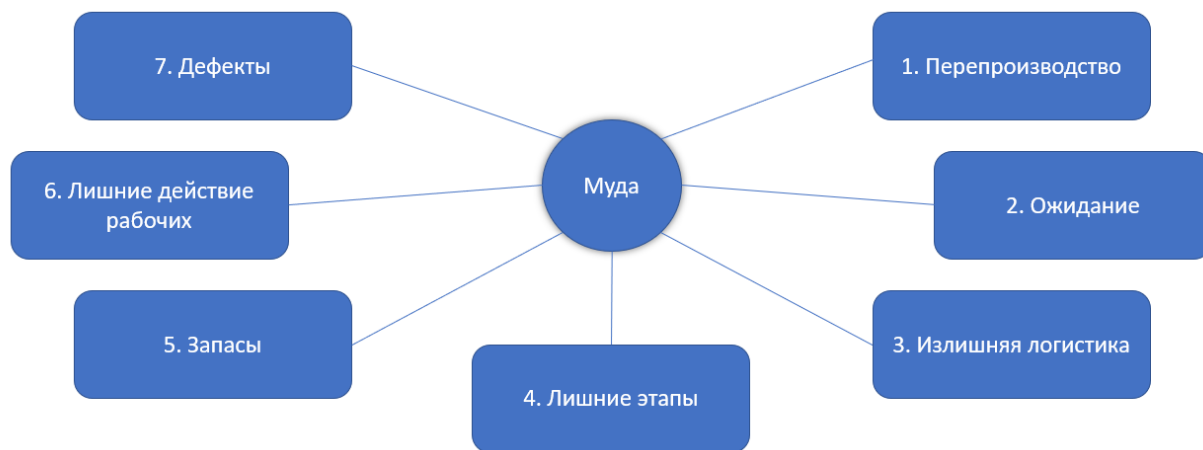 7. Дефекты
1. Перепроизводство
6. Лишние действие
рабочих
Муда
2. Ожидание
5. Запасы
3. Излишняя логистика
4. Лишние этапы